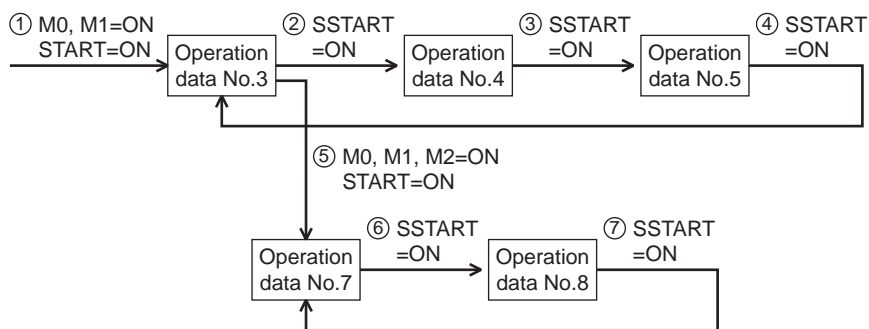 ① M0, M1=ON
START=ON
Operation
data No.3
② SSTART
=ON
Operation
data No.4
③ SSTART
=ON
Operation
data No.5
④ SSTART
=ON
⑤ M0, M1, M2=ON
START=ON
Operation
data No.7
⑥ SSTART
=ON
Operation
data No.8
⑦ SSTART
=ON